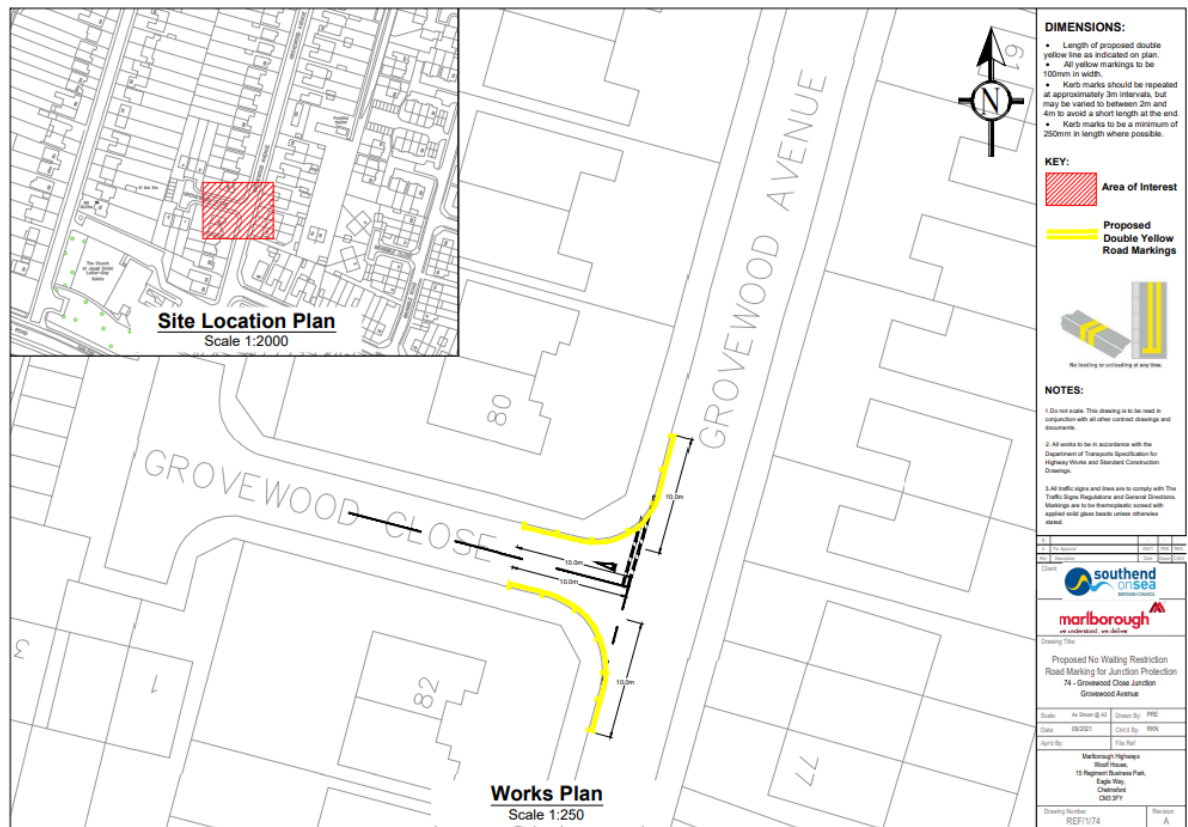 Site Location Plan
Scale 1:2000
GROVEWOOD AVENUE
GROVEWOOD CLOSE
80
82
1
3
77
61
10.0m
10.0m
10.0m
10.0m
N
Works Plan
Scale 1:250
DIMENSIONS:
• Length of proposed double
yellow line as indicated on plan.
• All yellow markings to be
100mm in width.
• Kerb marks should be repeated
at approximately 3m intervals, but
may be varied to between 2m and
4m to avoid a short length at the end.
• Kerb marks to be a minimum of
250mm in length where possible.
KEY:
Area of Interest
Proposed
Double Yellow
Road Markings
No loading or unloading at any time.
NOTES:
1.Do not scale. This drawing is to be read in
conjunction with all other contract drawings and
documents.
2. All works to be in accordance with the
Department of Transports Specification for
Highway Works and Standard Construction
Drawings.
3.All traffic signs and lines are to comply with The
Traffic Signs Regulations and General Directions.
Markings are to be thermoplastic screed with
applied solid glass beads unless otherwise
stated.
Client:
southend
on sea
BOROUGH COUNCIL
marlborough
we understand. we deliver
Drawing Title:
Proposed No Waiting Restriction
Road Marking for Junction Protection
74 - Grovewood Close Junction
Grovewood Avenue
Scale: As Shown @ A3 Drawn By: PRE
Date: 09/2021 Chk'd By: RKN
Apr'd By: File Ref:
Marlborough Highways
Woolf House,
15 Regiment Business Park,
Eagle Way,
Chelmsford
CM3 3FY
Drawing Number: Revision:
REF/1/74 A